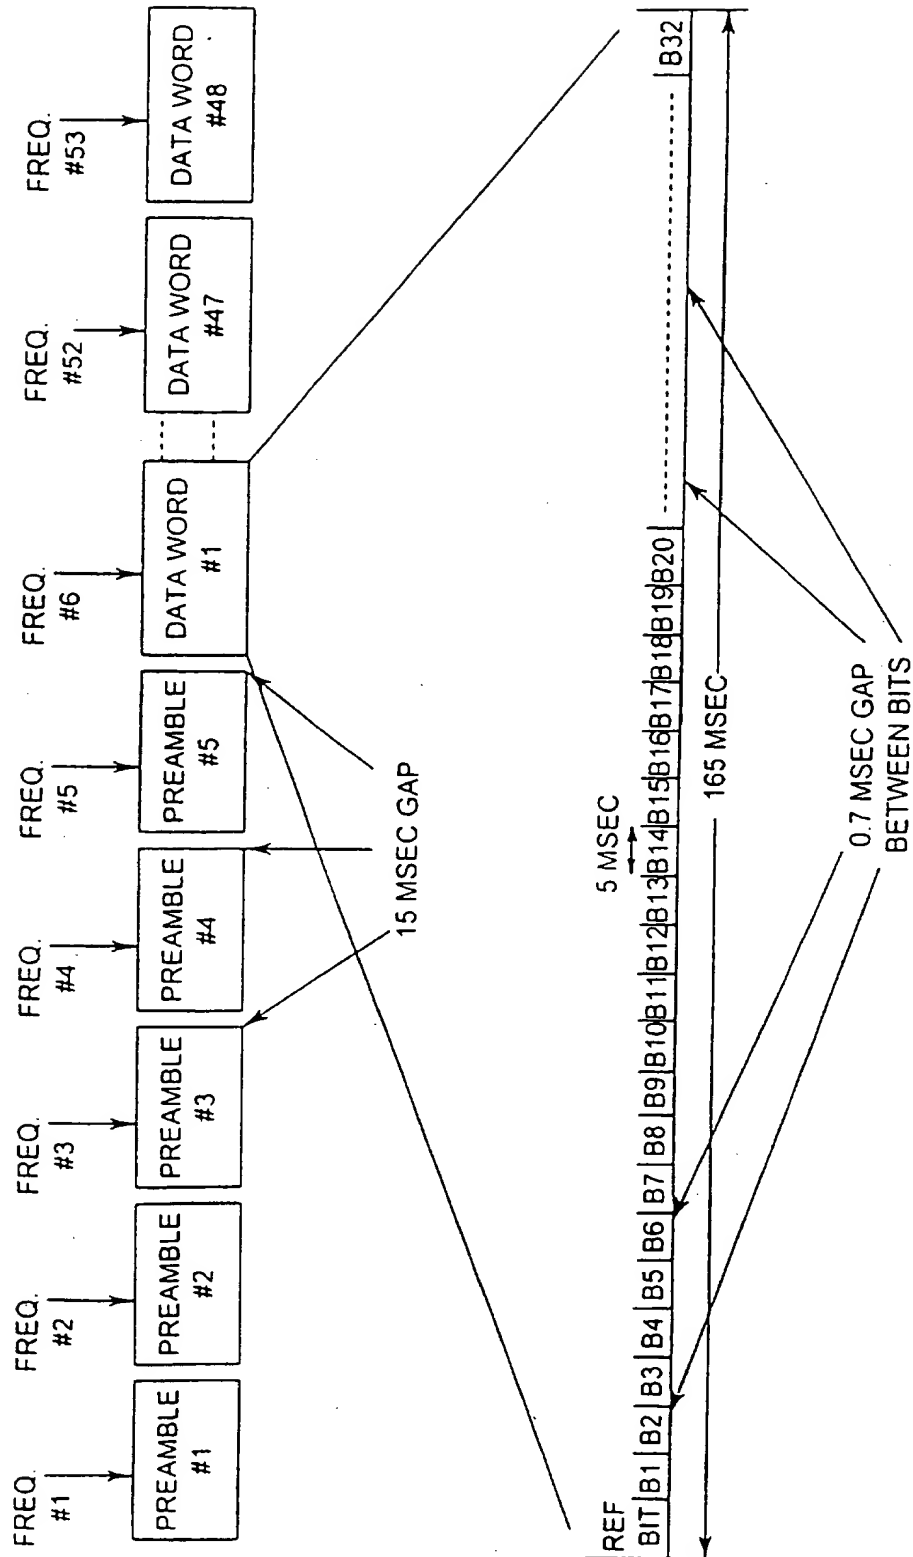 FREQ.
#1
PREAMBLE
#1
FREQ.
#2
PREAMBLE
#2
FREQ.
#3
PREAMBLE
#3
FREQ.
#4
PREAMBLE
#4
FREQ.
#5
PREAMBLE
#5
FREQ.
#6
DATA WORD
#1
FREQ.
#52
DATA WORD
#47
FREQ.
#53
DATA WORD
#48
15 MSEC GAP
5 MSEC
REF
BIT B1 B2 B3 B4 B5 B6 B7 B8 B9 B10 B11 B12 B13 B14 B15 B16 B17 B18 B19 B20 B32
165 MSEC
0.7 MSEC GAP
BETWEEN BITS